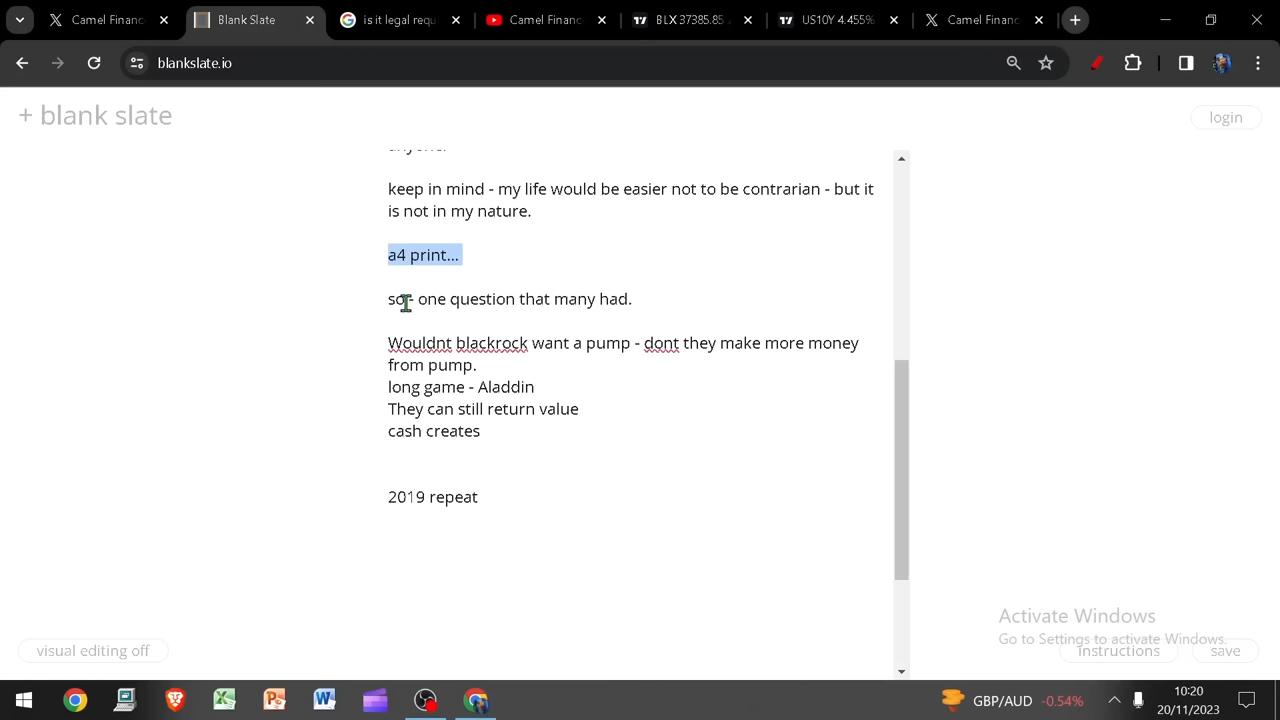 Camel Financ
Blank Slate
is it legal requ
Camel Financ
BLX 37385.85
US10Y 4.455%
Camel Financ
blankslate.io
+ blank slate
login
anyone.
keep in mind - my life would be easier not to be contrarian - but it
is not in my nature.
a4 print...
so - one question that many had.
Wouldnt blackrock want a pump - dont they make more money
from pump.
long game - Aladdin
They can still return value
cash creates
2019 repeat
Activate Windows
Go to Settings to activate Windows.
visual editing off
instructions
save
GBP/AUD -0.54%
10:20
20/11/2023